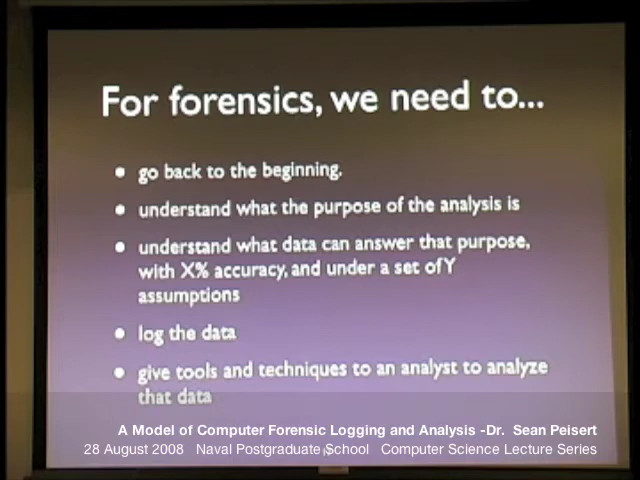 For forensics, we need to...
• go back to the beginning.
• understand what the purpose of the analysis is
• understand what data can answer that purpose,
with X% accuracy, and under a set of Y
assumptions
• log the data
• give tools and techniques to an analyst to analyze
that data
A Model of Computer Forensic Logging and Analysis -Dr. Sean Peisert
28 August 2008 Naval Postgraduate School Computer Science Lecture Series